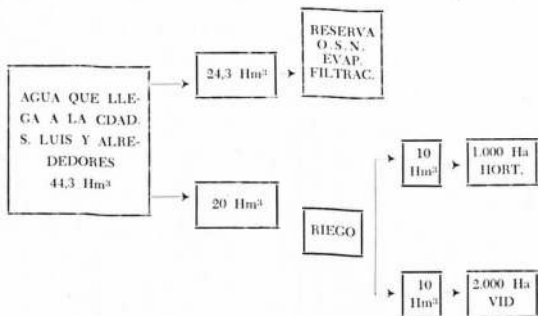 AGUA QUE LLE-
GA A LA CDAD.
S. LUIS Y ALRE-
DEDORES
44,3 Hm³
24,3 Hm³
RESERVA
O.S.N.
EVAP.
FILTRAC.
20 Hm³
RIEGO
10
Hm³
1.000 Ha
HORT.
10
Hm³
2.000 Ha
VID